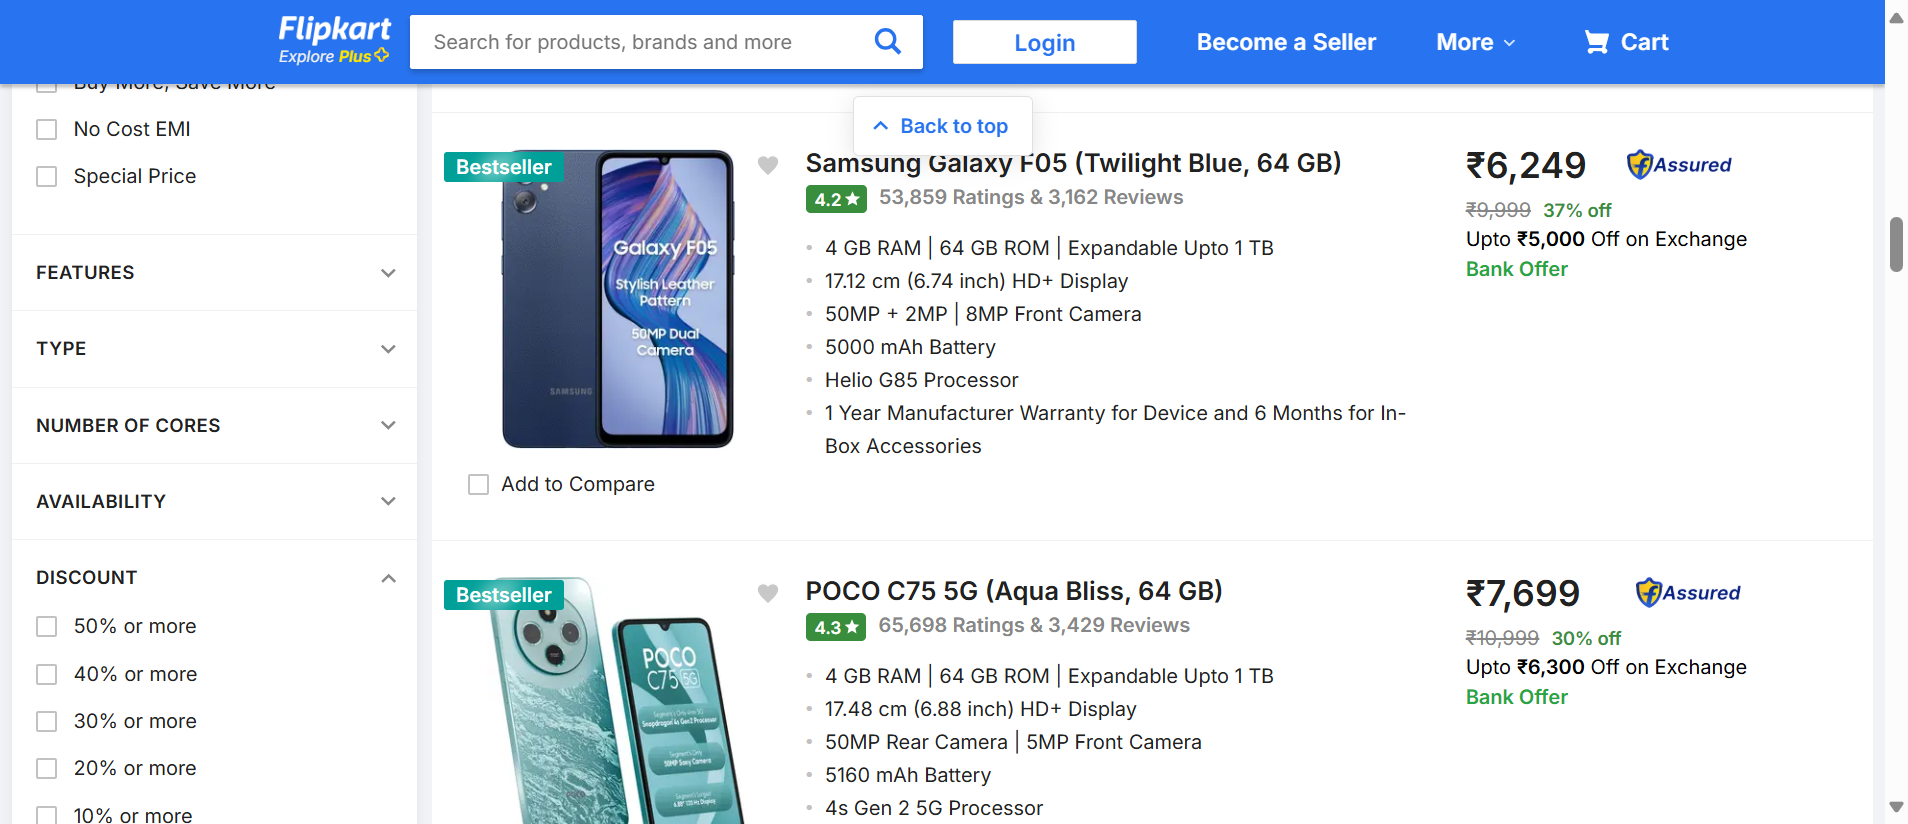 Flipkart
Explore Plus
Search for products, brands and more
Login
Become a Seller
More
Cart
Buy More, Save More
No Cost EMI
Special Price
FEATURES
TYPE
NUMBER OF CORES
AVAILABILITY
DISCOUNT
50% or more
40% or more
30% or more
20% or more
10% or more
Back to top
Bestseller
Galaxy F05
Stylish Leather
Pattern
50MP Dual
Camera
SAMSUNG
Add to Compare
Samsung Galaxy F05 (Twilight Blue, 64 GB)
4.2★ 53,859 Ratings & 3,162 Reviews
4 GB RAM | 64 GB ROM | Expandable Upto 1 TB
17.12 cm (6.74 inch) HD+ Display
50MP + 2MP | 8MP Front Camera
5000 mAh Battery
Helio G85 Processor
1 Year Manufacturer Warranty for Device and 6 Months for In-
Box Accessories
₹6,249 Assured
₹9,999 37% off
Upto ₹5,000 Off on Exchange
Bank Offer
Bestseller
POCO
C75 5G
Segment's Only
50MP Sony Camera
POCO C75 5G (Aqua Bliss, 64 GB)
4.3★ 65,698 Ratings & 3,429 Reviews
4 GB RAM | 64 GB ROM | Expandable Upto 1 TB
17.48 cm (6.88 inch) HD+ Display
50MP Rear Camera | 5MP Front Camera
5160 mAh Battery
4s Gen 2 5G Processor
₹7,699 Assured
₹10,999 30% off
Upto ₹6,300 Off on Exchange
Bank Offer